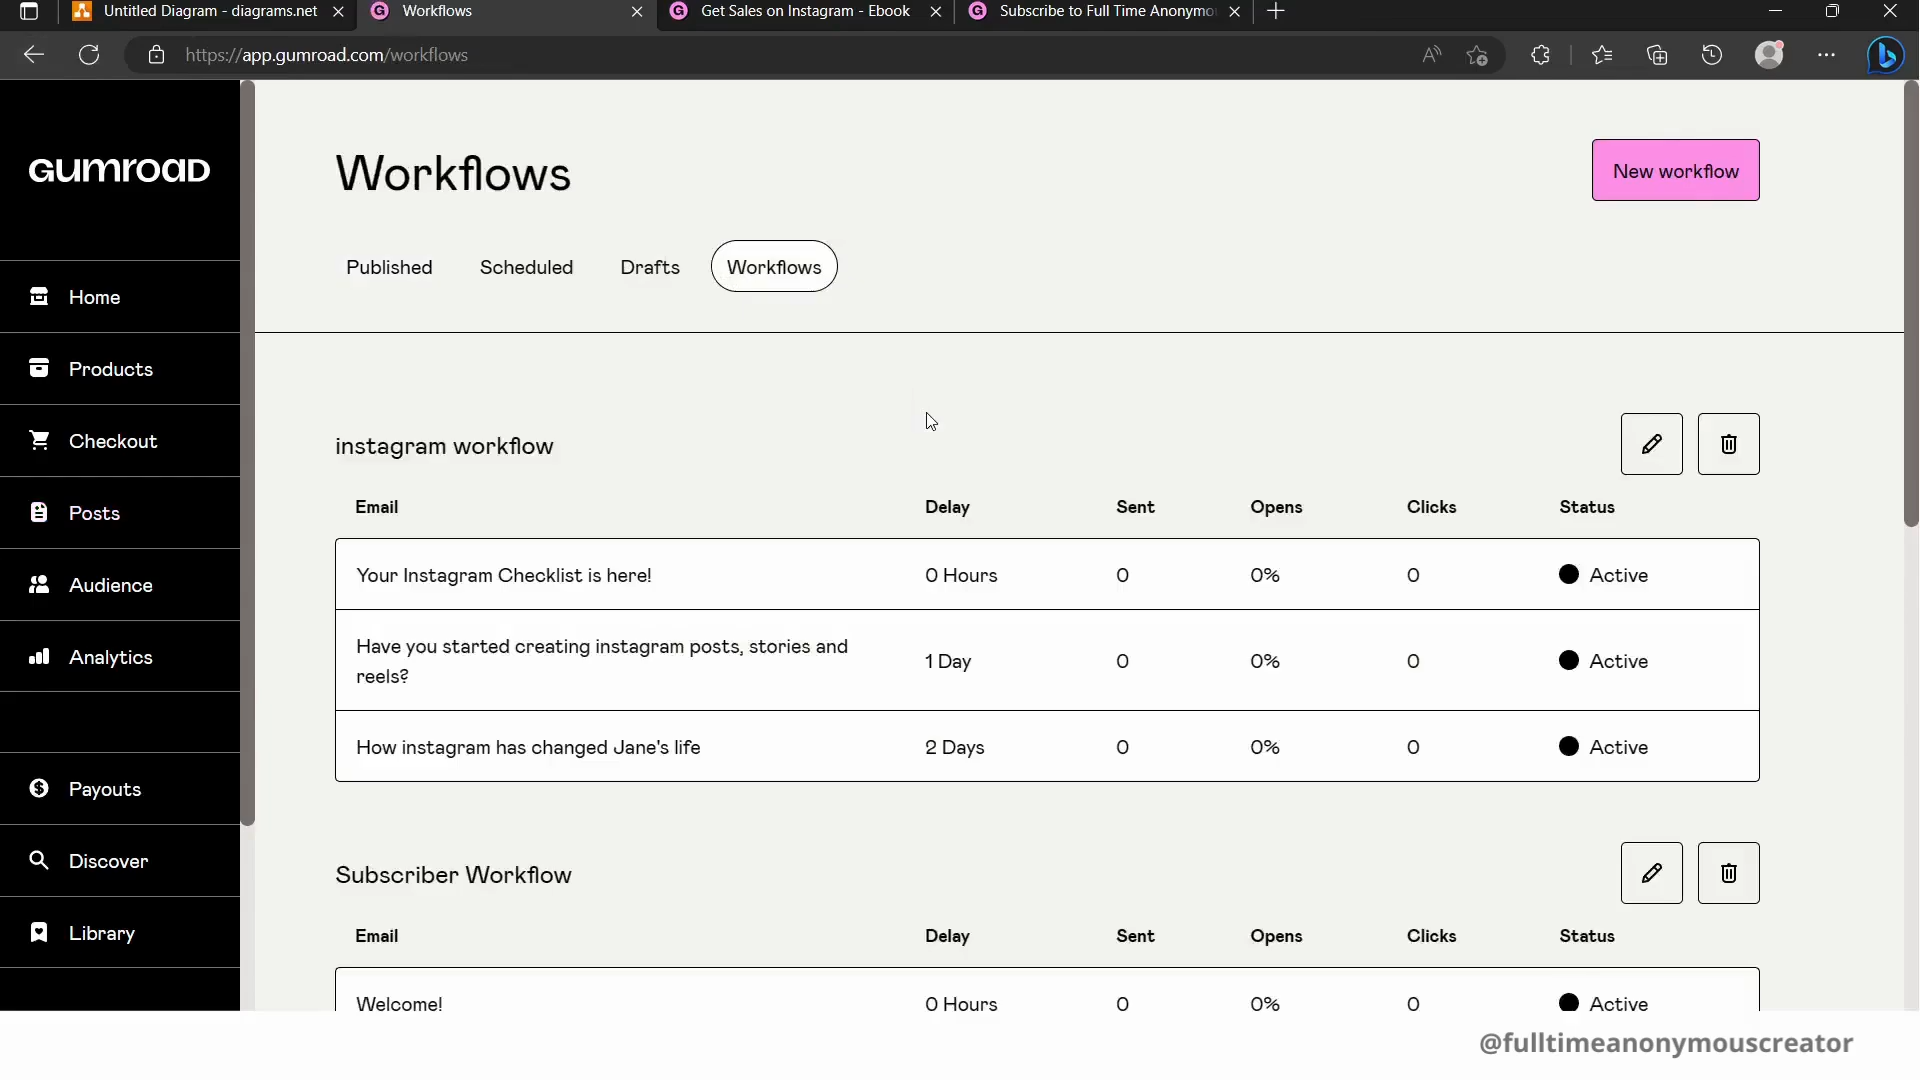 Untitled Diagram - diagrams.net
Workflows
Get Sales on Instagram - Ebook
Subscribe to Full Time Anonymo
https://app.gumroad.com/workflows
GUMROAD
Home
Products
Checkout
Posts
Audience
Analytics
Payouts
Discover
Library
Workflows
New workflow
Published Scheduled Drafts Workflows
instagram workflow
Email Delay Sent Opens Clicks Status
Your Instagram Checklist is here! 0 Hours 0 0% 0 Active
Have you started creating instagram posts, stories and
reels? 1 Day 0 0% 0 Active
How instagram has changed Jane's life 2 Days 0 0% 0 Active
Subscriber Workflow
Email Delay Sent Opens Clicks Status
Welcome! 0 Hours 0 0% 0 Active
@fulltimeanonymouscreator